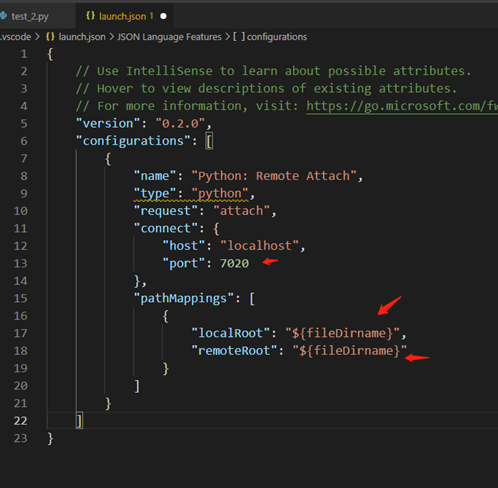 test_2.py
{} launch.json 1
.vscode > {} launch.json > JSON Language Features > [ ] configurations
1 {
2 // Use IntelliSense to learn about possible attributes.
3 // Hover to view descriptions of existing attributes.
4 // For more information, visit: https://go.microsoft.com/fw
5 "version": "0.2.0",
6 "configurations": [
7 {
8 "name": "Python: Remote Attach",
9 "type": "python",
10 "request": "attach",
11 "connect": {
12 "host": "localhost",
13 "port": 7020
14 },
15 "pathMappings": [
16 {
17 "localRoot": "${fileDirname}",
18 "remoteRoot": "${fileDirname}"
19 }
20 ]
21 }
22 ]
23 }